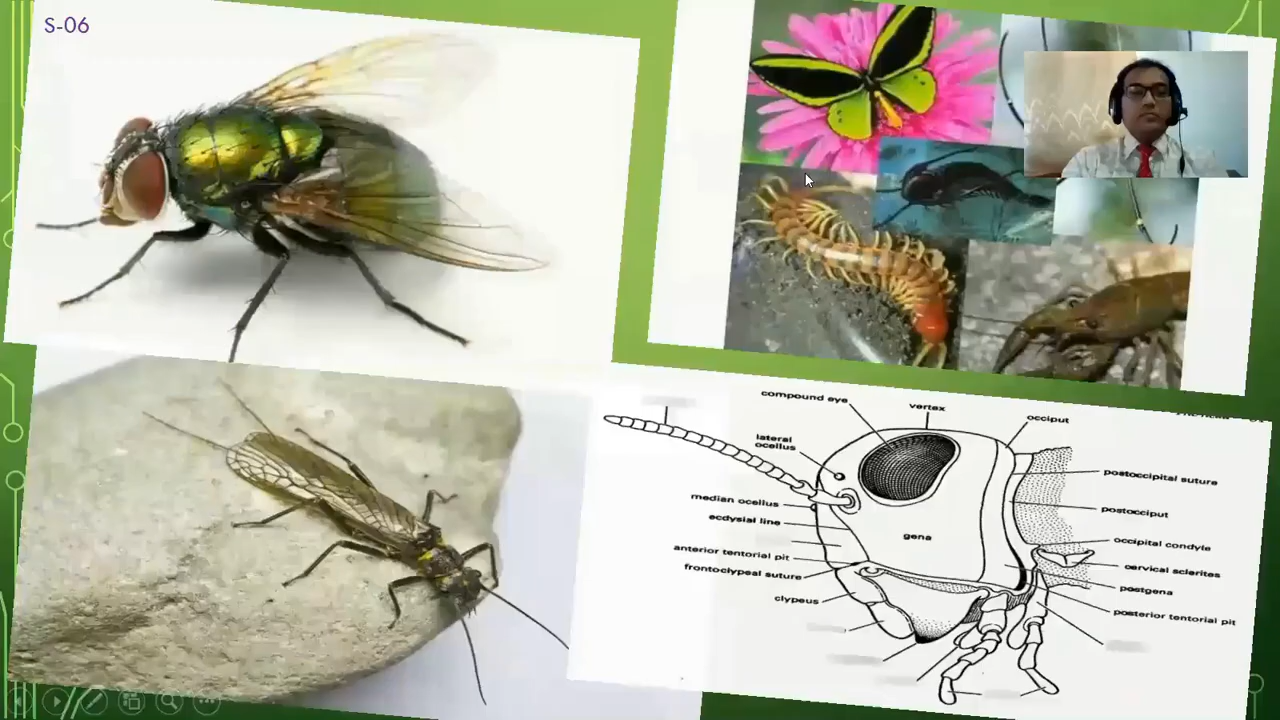 S-06
compound eye
vertex
occiput
lateral
ocellus
postoccipital suture
median ocellus
postocciput
ecdysial line
gena
occipital condyle
anterior tentorial pit
cervical sclerites
frontoclypeal suture
postgena
clypeus
posterior tentorial pit